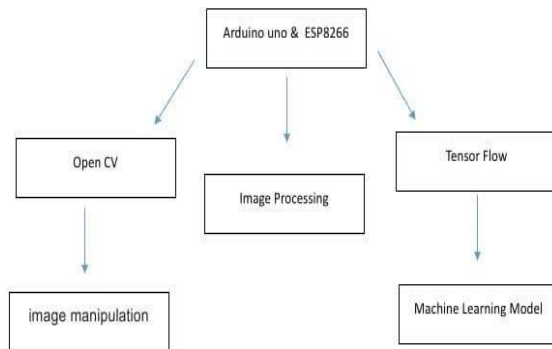 Arduino uno & ESP8266
Open CV
Image Processing
Tensor Flow
image manipulation
Machine Learning Model